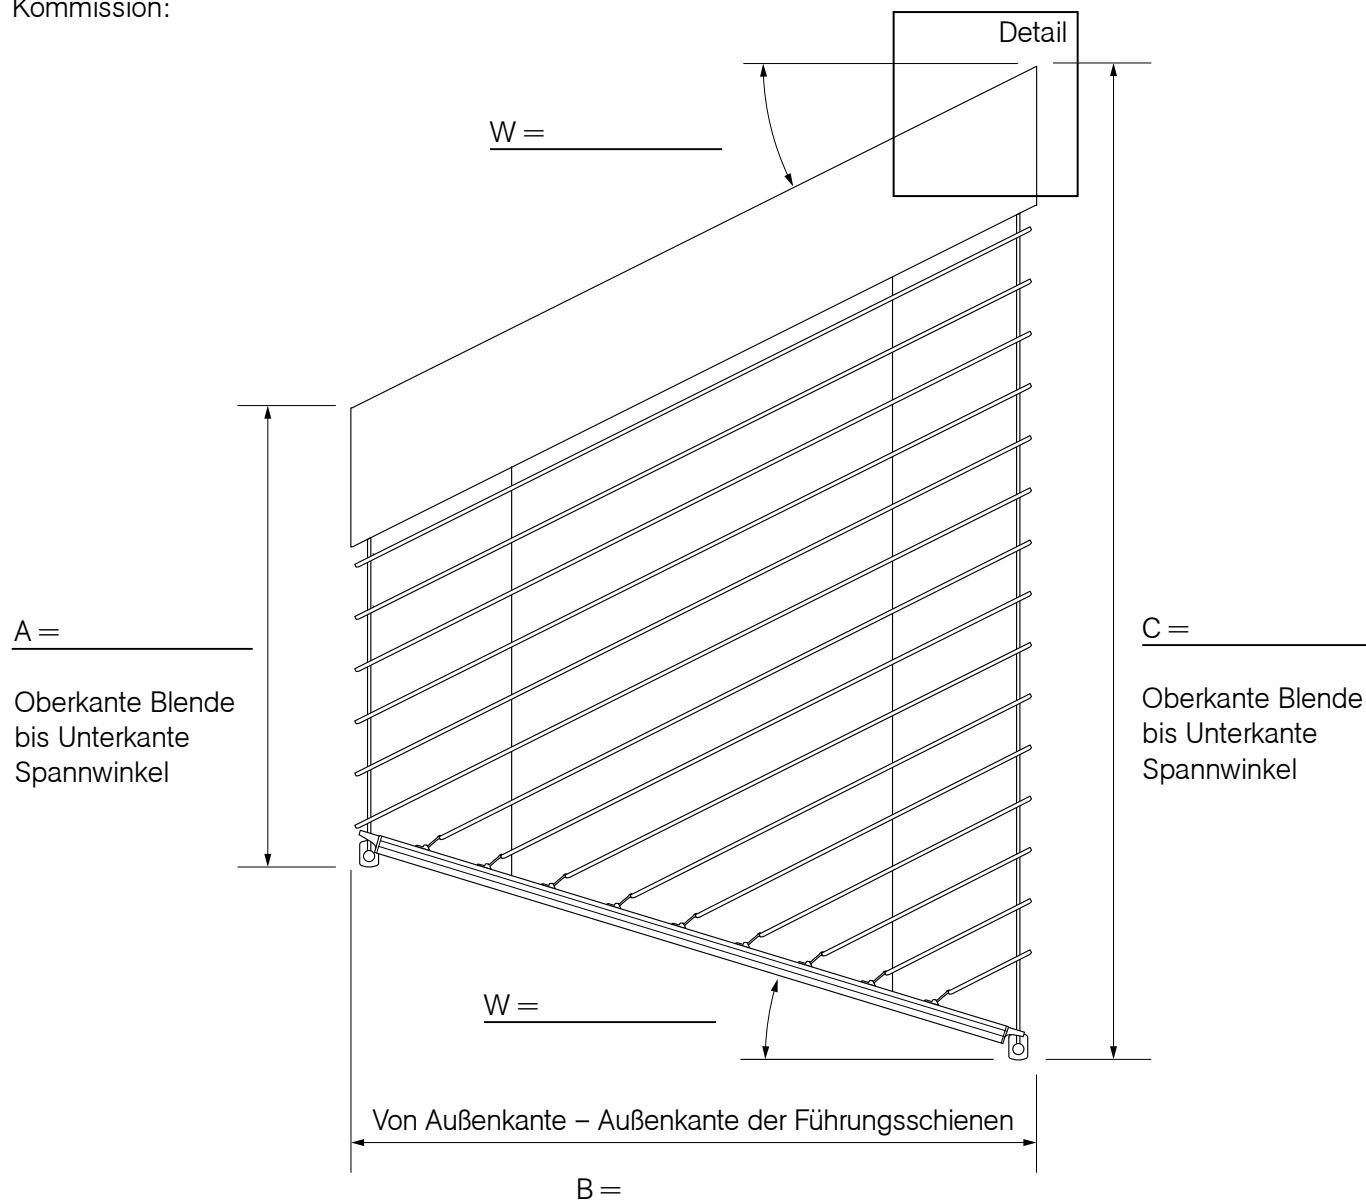 Kommission:
Detail
W =
A =
Oberkante Blende
bis Unterkante
Spannwinkel
C =
Oberkante Blende
bis Unterkante
Spannwinkel
W =
Von Außenkante – Außenkante der Führungsschienen
B =